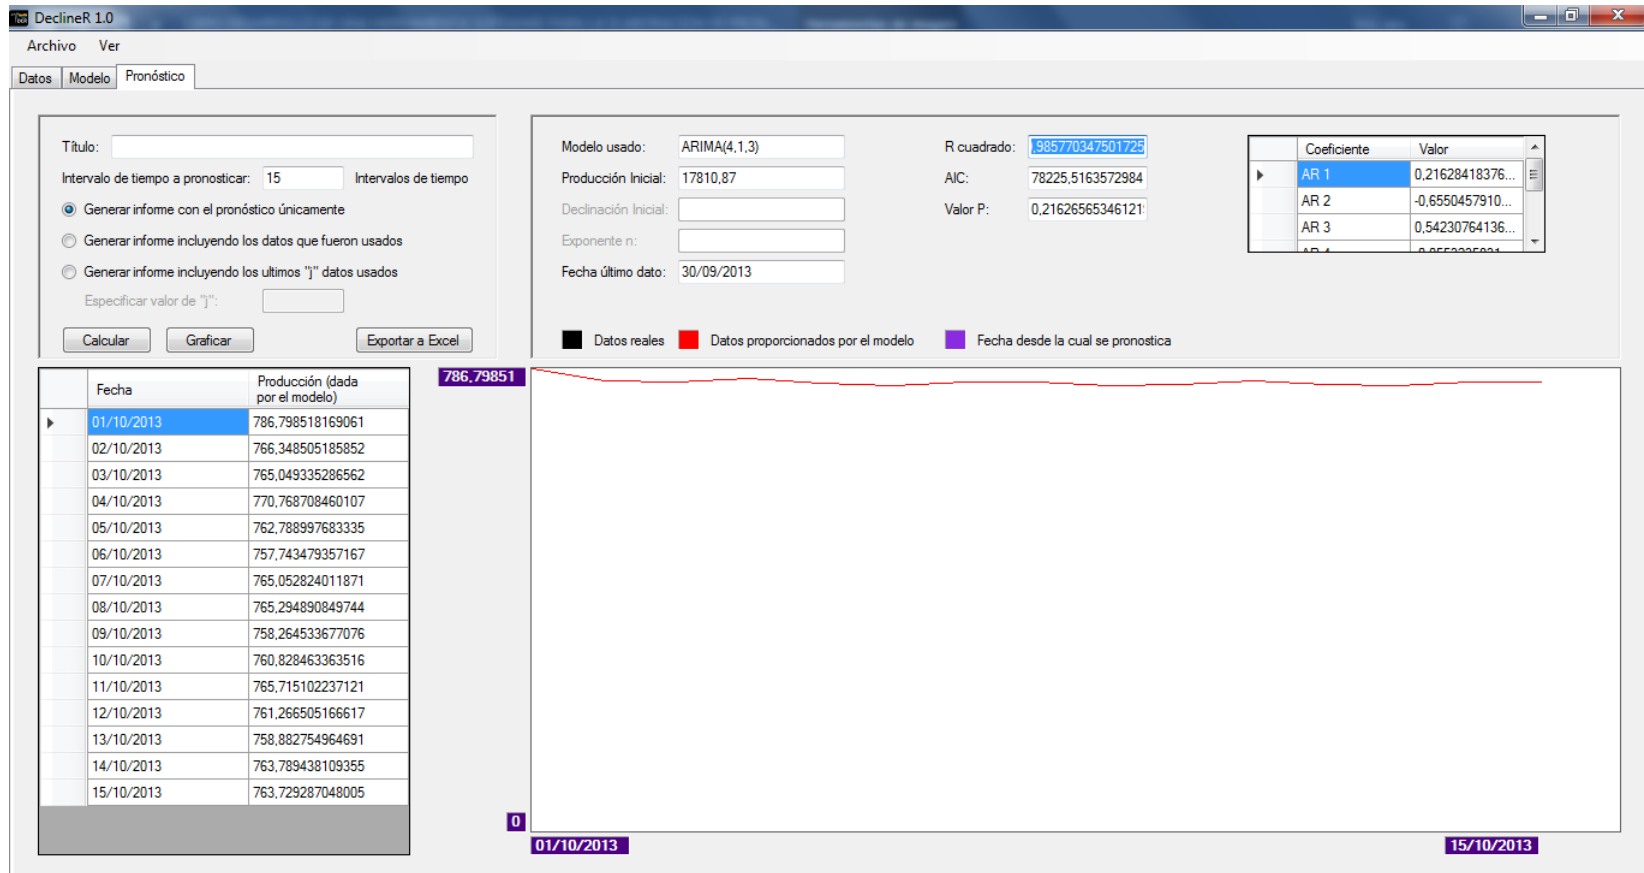 DeclineR 1.0
Archivo Ver
Datos Modelo Pronóstico
Título:
Intervalo de tiempo a pronosticar: 15 Intervalos de tiempo
Generar informe con el pronóstico únicamente
Generar informe incluyendo los datos que fueron usados
Generar informe incluyendo los ultimos "j" datos usados
Especificar valor de "j":
Calcular Graficar Exportar a Excel
Modelo usado: ARIMA(4,1,3)
Producción Inicial: 17810,87
Declinación Inicial:
Exponente n:
Fecha último dato: 30/09/2013
R cuadrado: ,985770347501725
AIC: 78225,5163572984
Valor P: 0,21626565346121
Coeficiente Valor
AR 1 0,21628418376...
AR 2 -0,6550457910...
AR 3 0,54230764136...
Datos reales Datos proporcionados por el modelo Fecha desde la cual se pronostica
Fecha Producción (dada
por el modelo)
01/10/2013 786,798518169061
02/10/2013 766,348505185852
03/10/2013 765,049335286562
04/10/2013 770,768708460107
05/10/2013 762,788997683335
06/10/2013 757,743479357167
07/10/2013 765,052824011871
08/10/2013 765,294890849744
09/10/2013 758,264533677076
10/10/2013 760,828463363516
11/10/2013 765,715102237121
12/10/2013 761,266505166617
13/10/2013 758,882754964691
14/10/2013 763,789438109355
15/10/2013 763,729287048005
786,79851
0
01/10/2013 15/10/2013